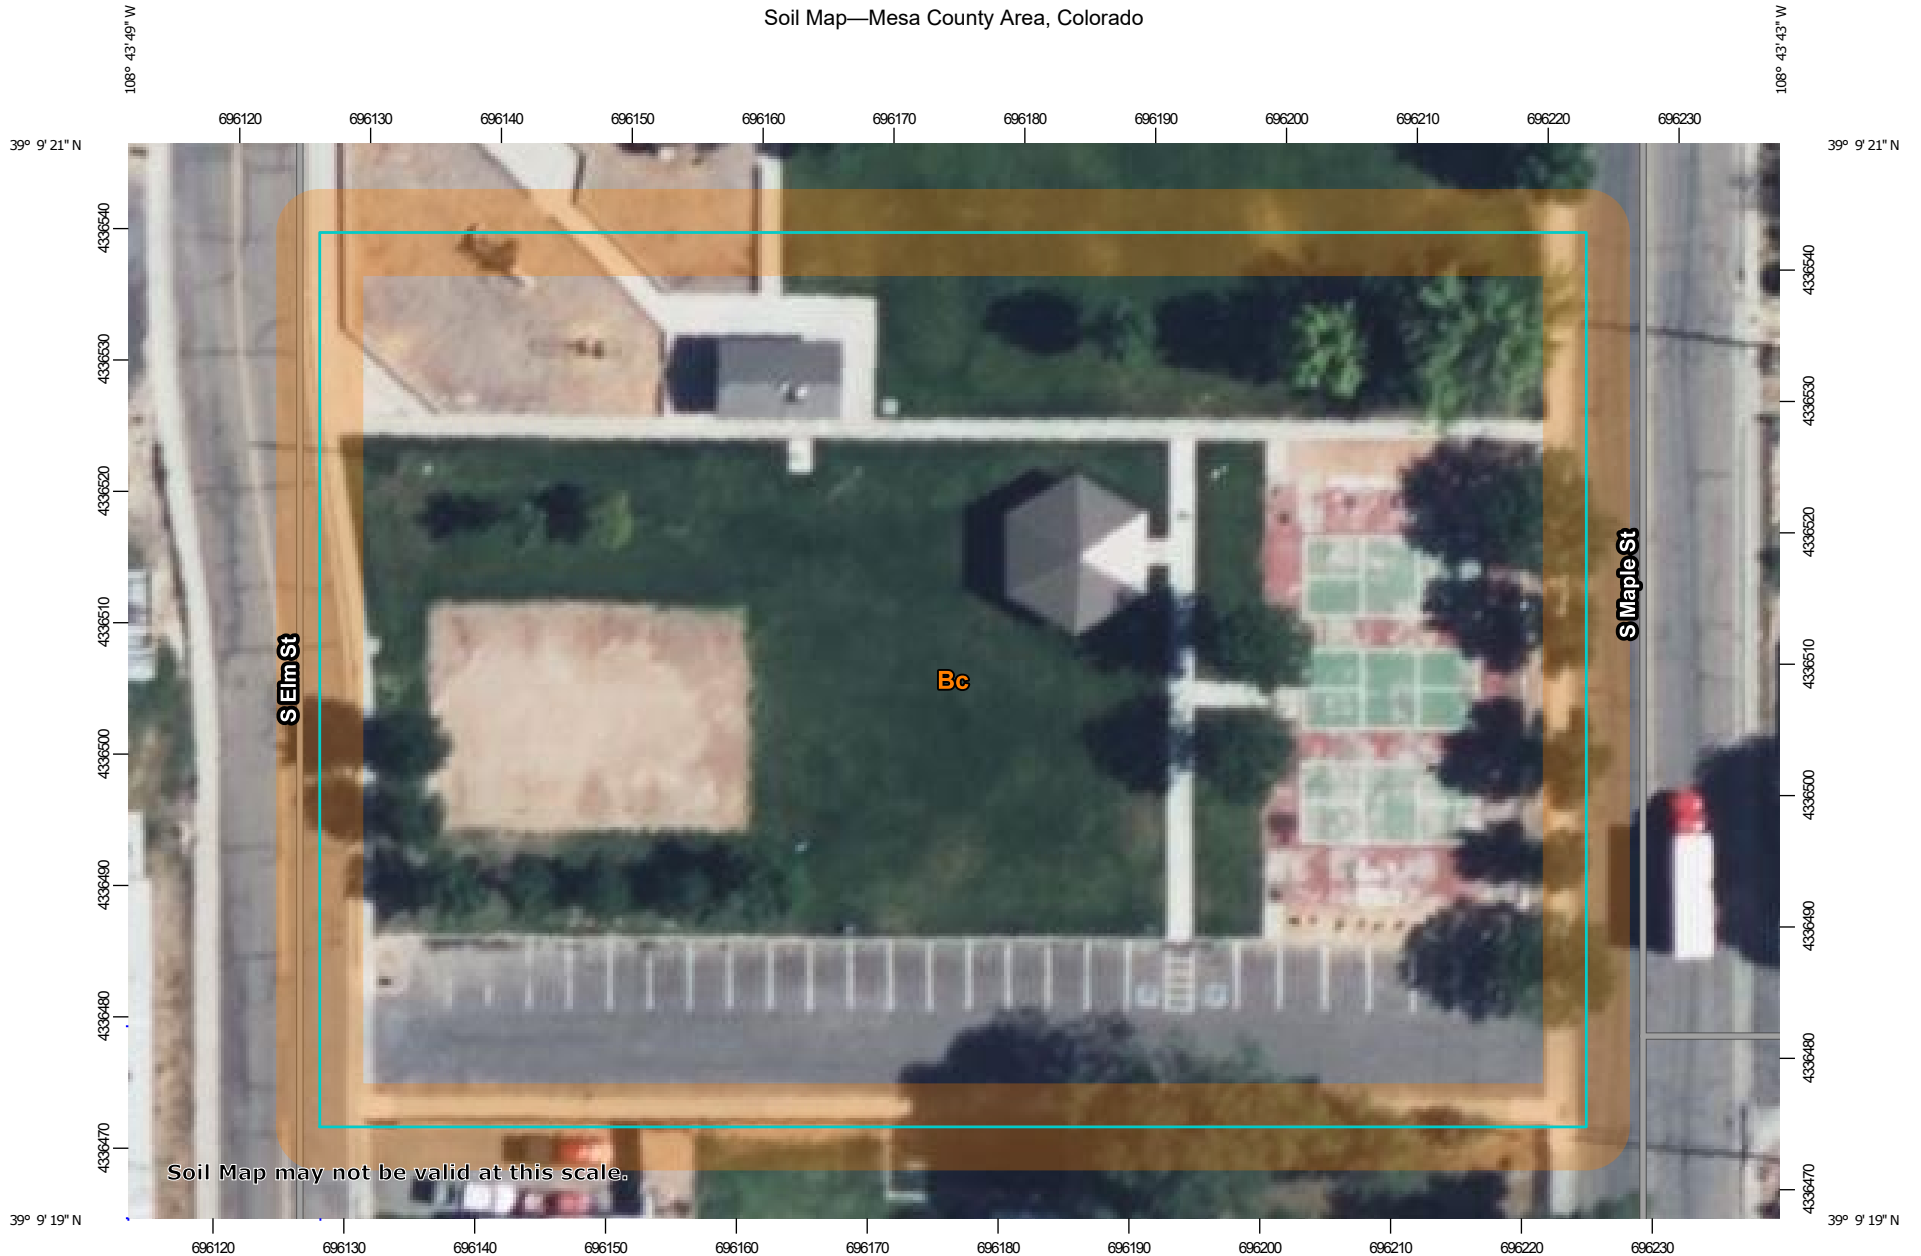 Soil Map—Mesa County Area, Colorado
108° 43' 49" W
108° 43' 43" W
696120 696130 696140 696150 696160 696170 696180 696190 696200 696210 696220 696230
39° 9' 21" N
39° 9' 21" N
4336540
4336530
4336520
4336510
4336500
4336490
4336480
4336470
S Elm St
Bc
S Maple St
4336540
4336530
4336520
4336510
4336500
4336490
4336480
4336470
Soil Map may not be valid at this scale.
39° 9' 19" N
39° 9' 19" N
696120 696130 696140 696150 696160 696170 696180 696190 696200 696210 696220 696230